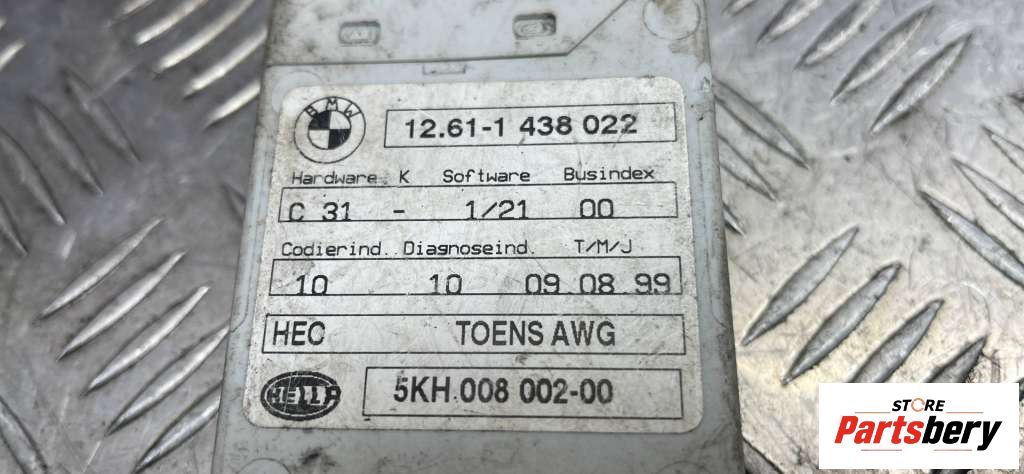 BMW
12.61-1 438 022
Hardware. K Software Busindex
C 31 - 1/21 00
Codierind.. Diagnoseind. T/M/J
10 10 09.08.99
HEC TOENS AWG
HELLA
5KH 008 002-00
STORE
Partsbery